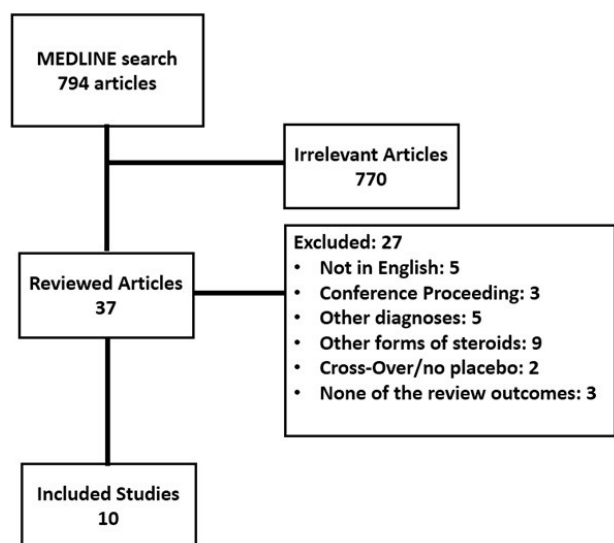 MEDLINE search
794 articles
Irrelevant Articles
770
Reviewed Articles
37
Excluded: 27
• Not in English: 5
• Conference Proceeding: 3
• Other diagnoses: 5
• Other forms of steroids: 9
• Cross-Over/no placebo: 2
• None of the review outcomes: 3
Included Studies
10